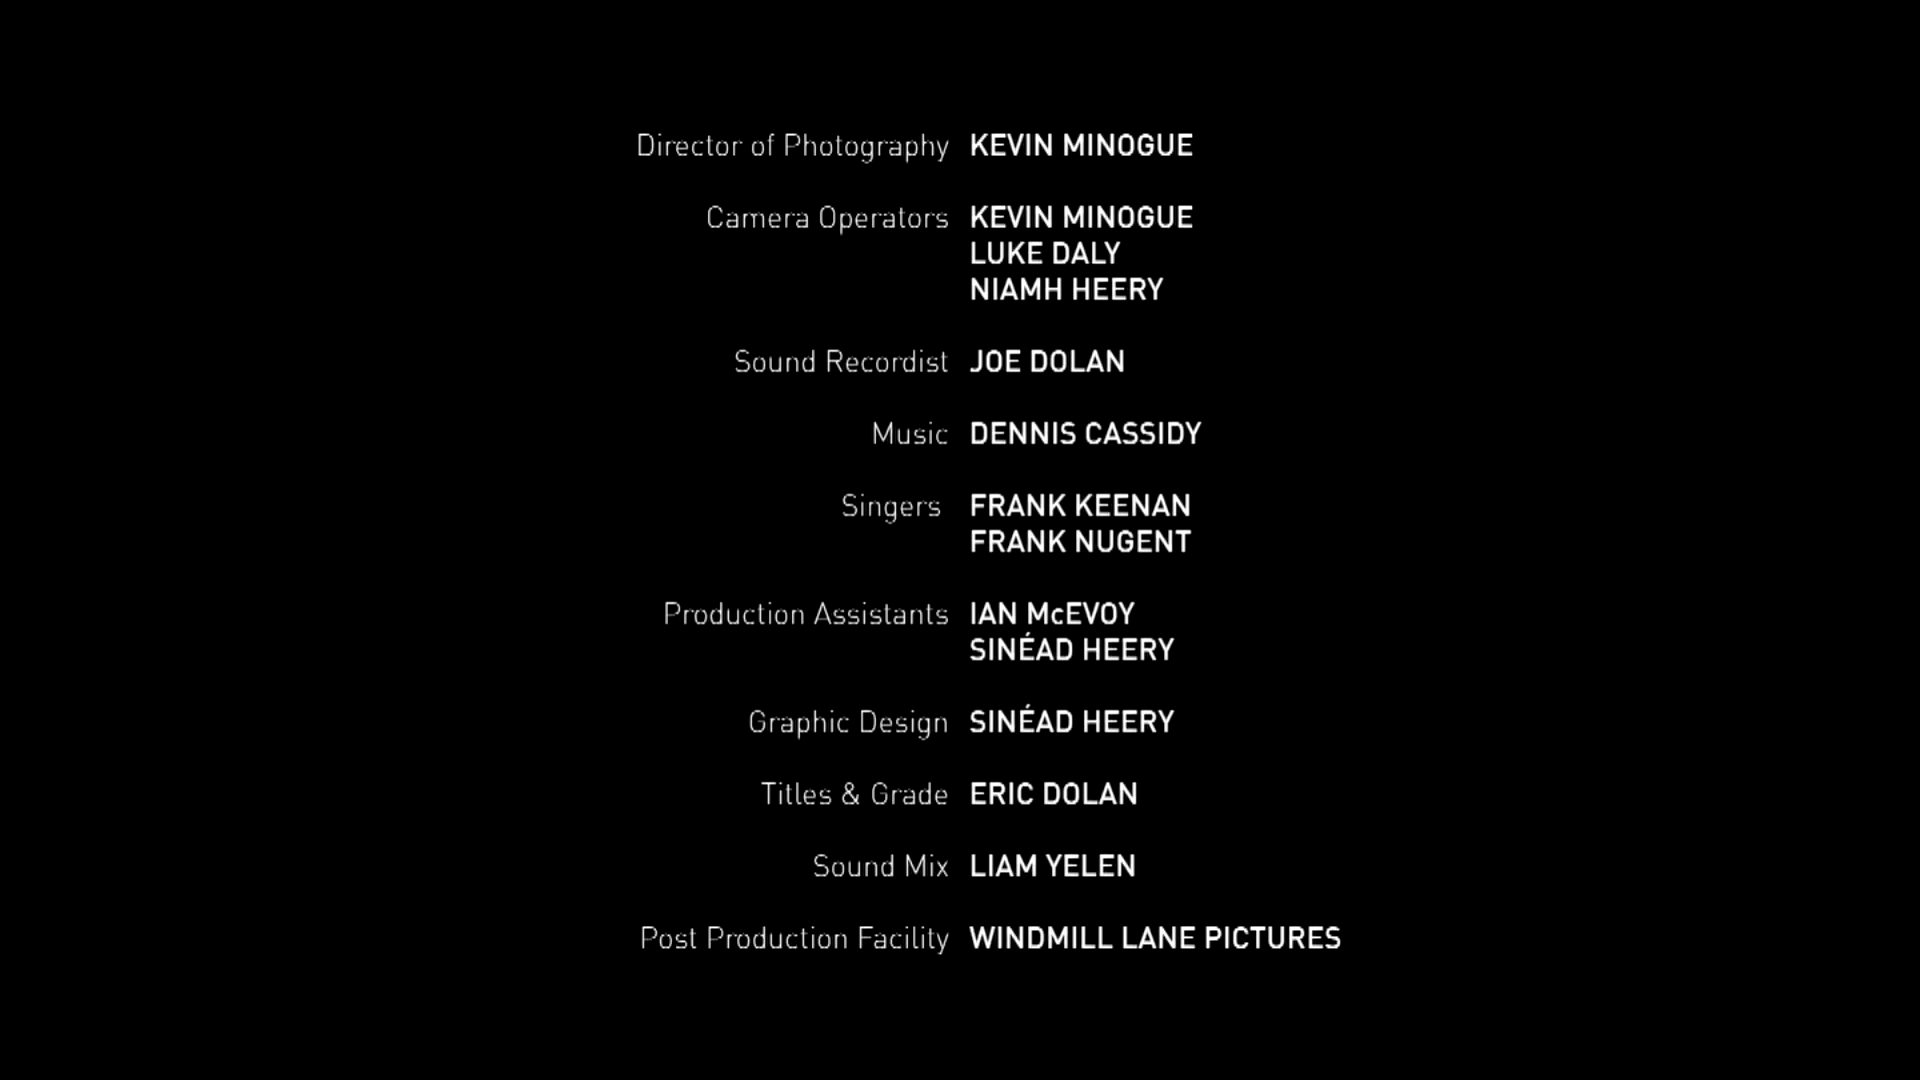 Director of Photography KEVIN MINOGUE
Camera Operators KEVIN MINOGUE
LUKE DALY
NIAMH HEERY
Sound Recordist JOE DOLAN
Music DENNIS CASSIDY
Singers FRANK KEENAN
FRANK NUGENT
Production Assistants IAN McEVOY
SINÉAD HEERY
Graphic Design SINÉAD HEERY
Titles & Grade ERIC DOLAN
Sound Mix LIAM YELEN
Post Production Facility WINDMILL LANE PICTURES